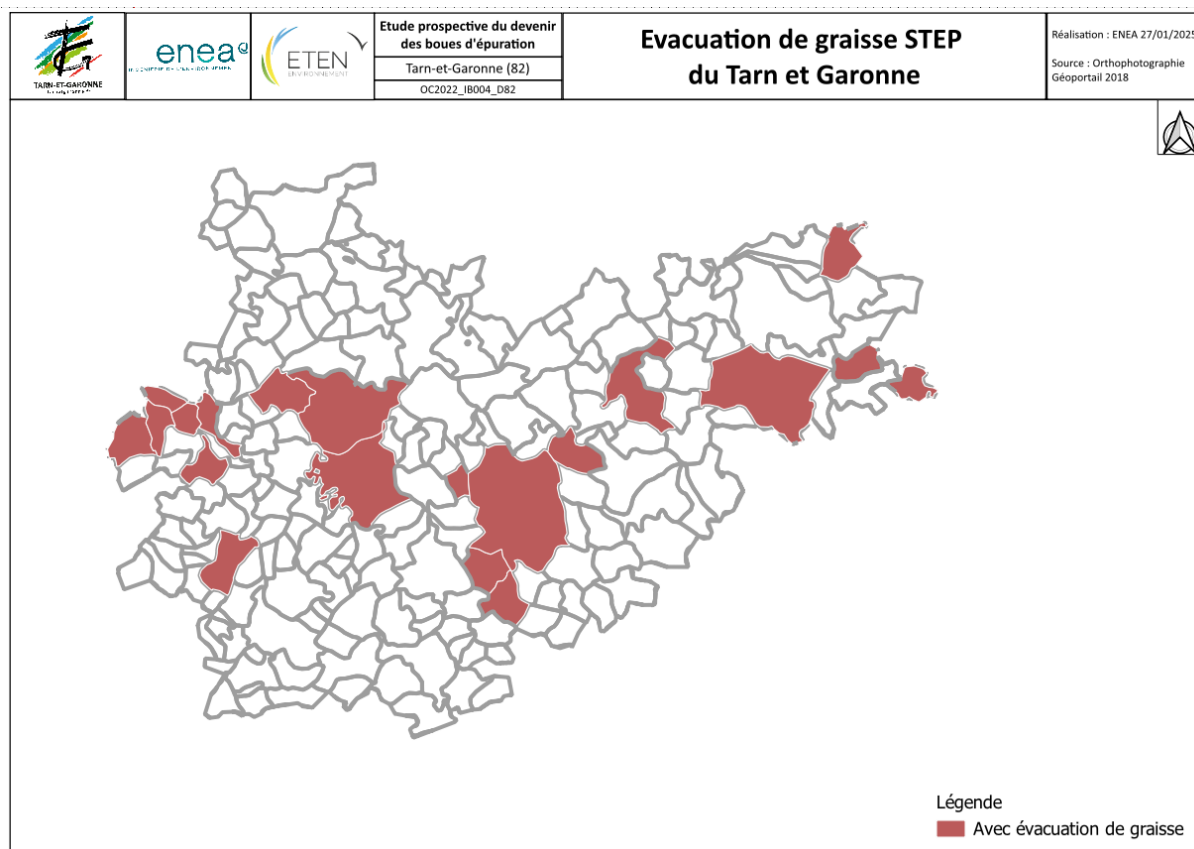 TARN-ET-GARONNE
enea
ETEN
ENVIRONNEMENT
Etude prospective du devenir
des boues d'épuration
Tarn-et-Garonne (82)
OC2022_IB004_D82
Evacuation de graisse STEP
du Tarn et Garonne
Réalisation : ENEA 27/01/2025
Source : Orthophotographie
Géoportail 2018
Légende
Avec évacuation de graisse